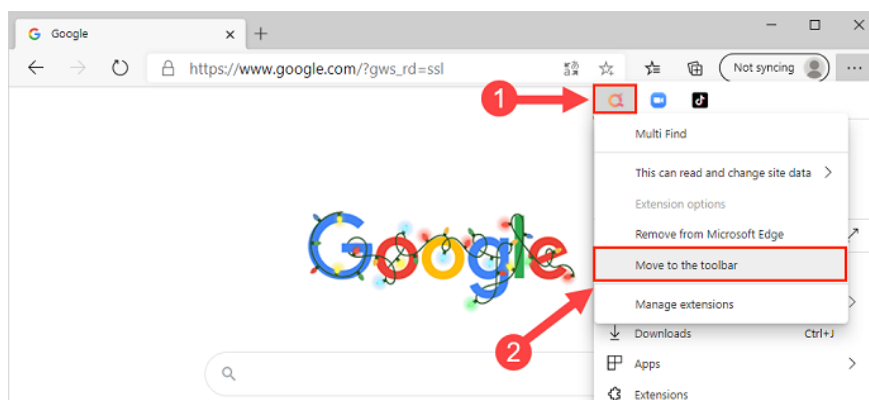 Google
https://www.google.com/?gws_rd=ssl
Not syncing
1
Multi Find
This can read and change site data
Extension options
Remove from Microsoft Edge
Move to the toolbar
Manage extensions
Google
2
Downloads Ctrl+J
Apps
Extensions